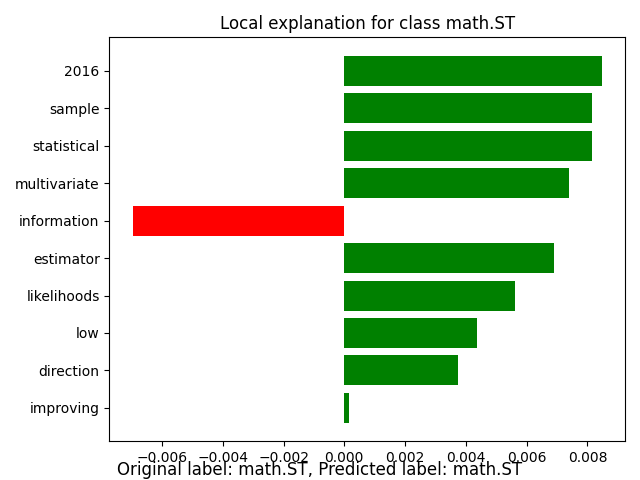 Local explanation for class math.ST
2016
sample
statistical
multivariate
information
estimator
likelihoods
low
direction
improving
−0.006 −0.004 −0.002 0.000 0.002 0.004 0.006 0.008
Original label: math.ST, Predicted label: math.ST